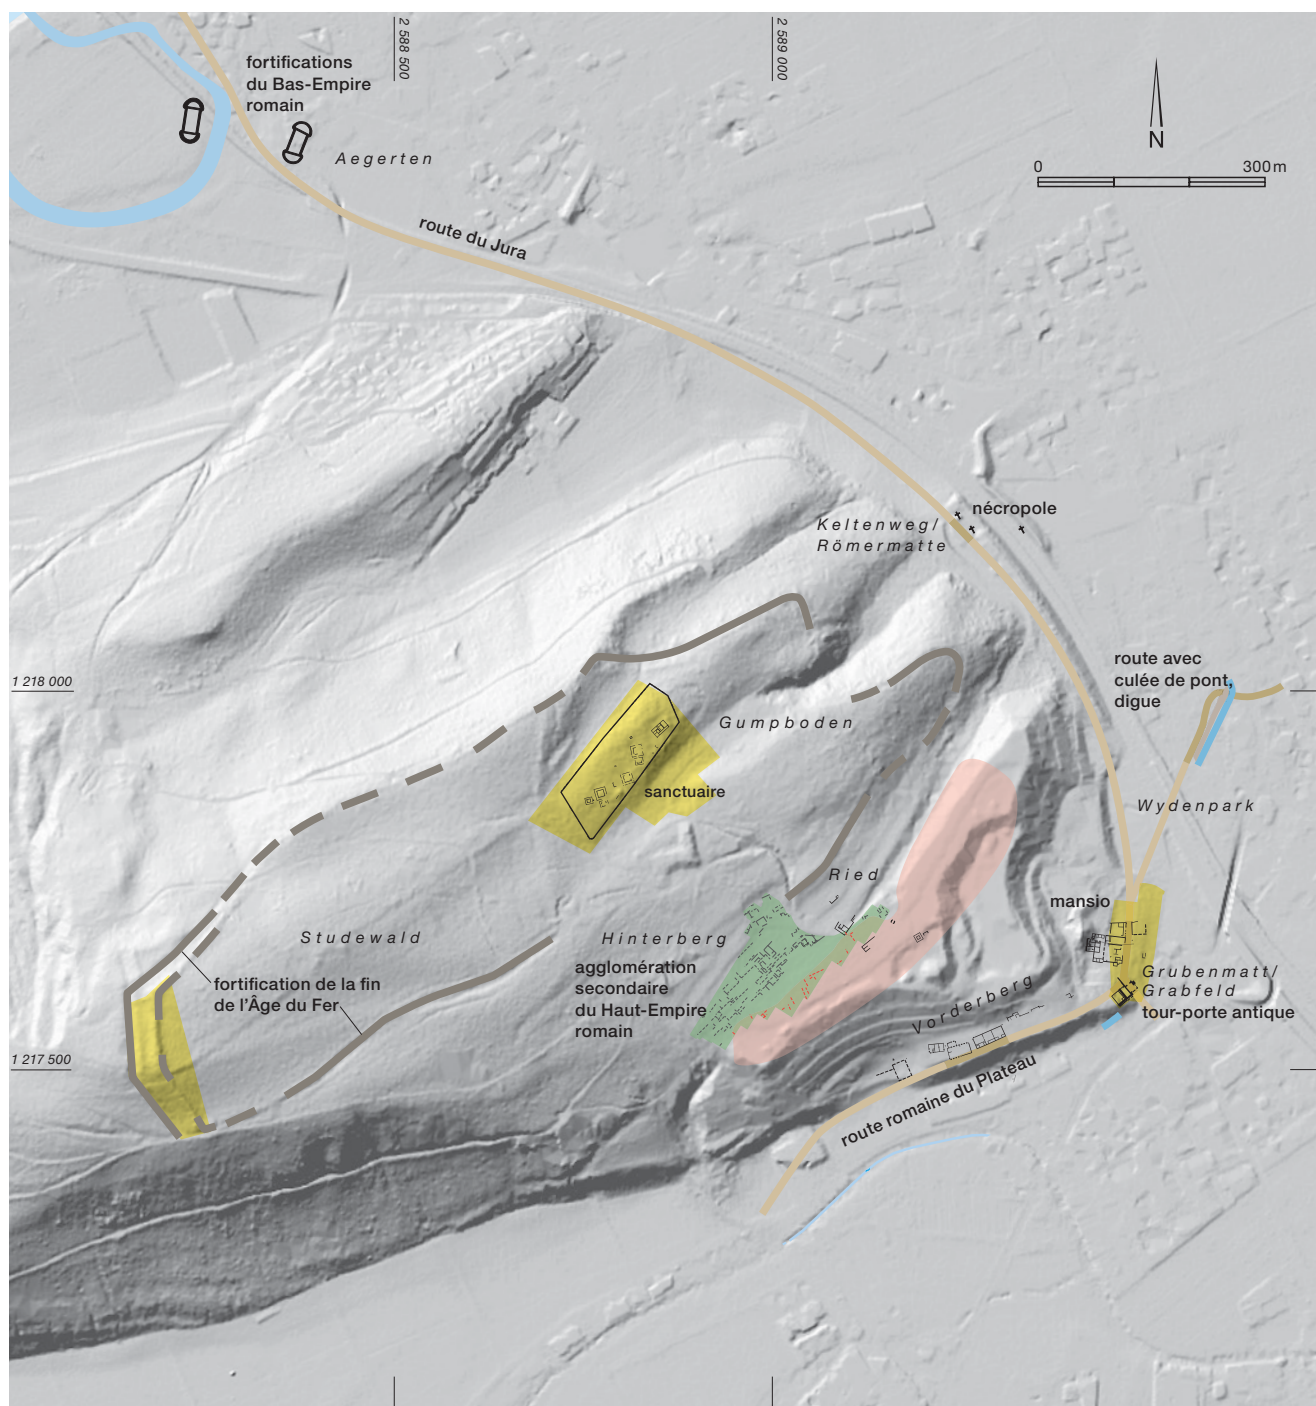 2 588 500
2 589 000
fortifications
du Bas-Empire
romain
Aegerten
N
0 300 m
route du Jura
nécropole
Keltenweg/
Römermatte
1 218 000
route avec
culée de pont,
digue
Gumpboden
sanctuaire
Wydenpark
Ried
mansio
Studewald
Hinterberg
agglomération
secondaire
du Haut-Empire
romain
fortification de la fin
de l'Âge du Fer
Grubenmatt/
Grabfeld
tour-porte antique
Vorderberg
1 217 500
route romaine du Plateau